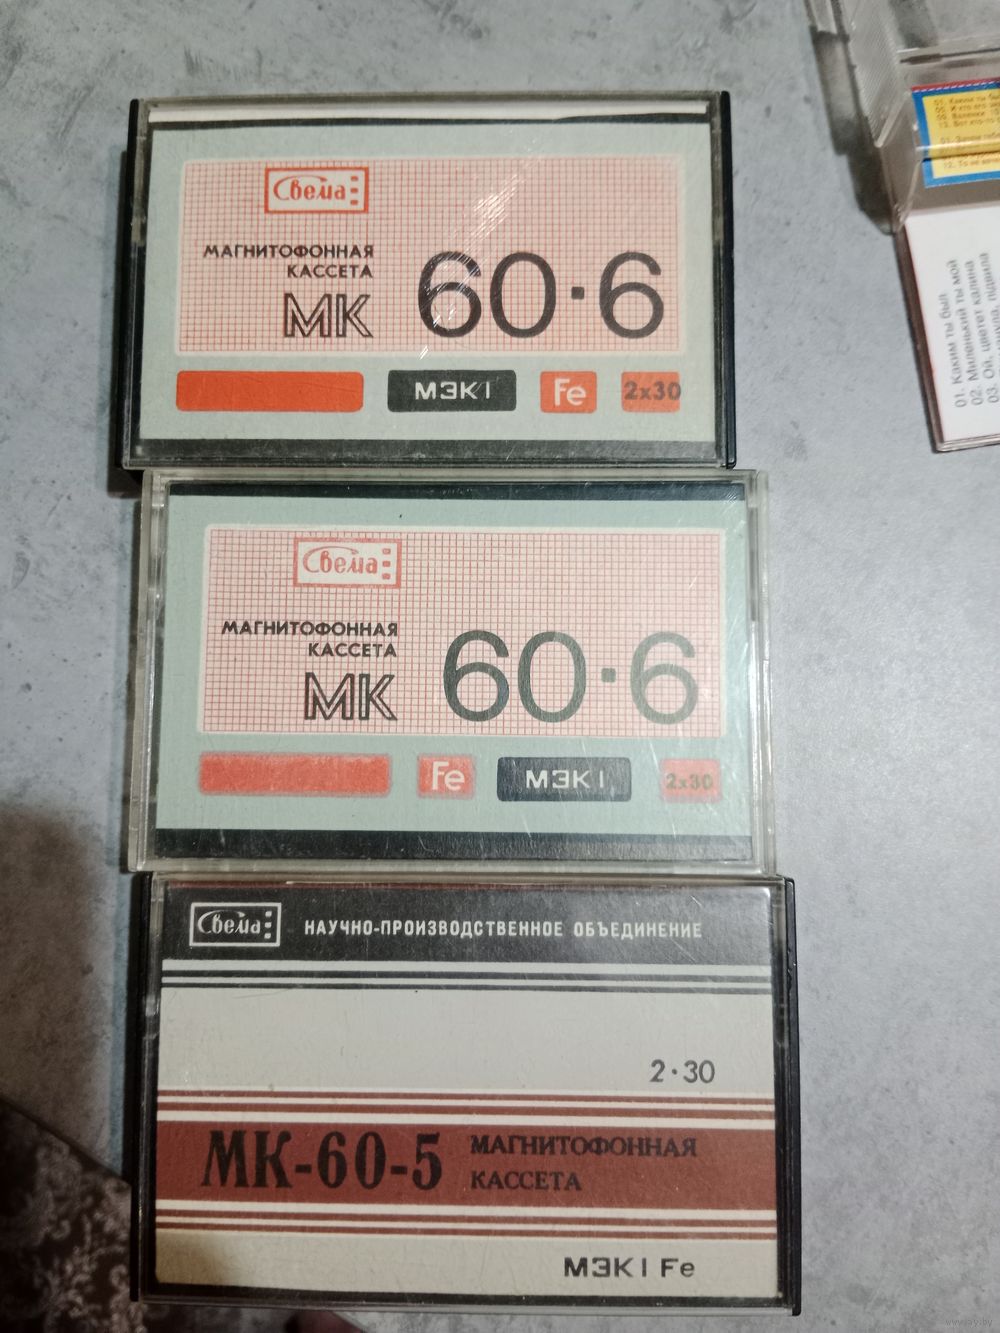 Свема
МАГНИТОФОННАЯ
КАССЕТА
МК
60·6
МЭК I
Fe
2х30
Свема
МАГНИТОФОННАЯ
КАССЕТА
МК
60·6
Fe
МЭК I
2х30
Свема
НАУЧНО-ПРОИЗВОДСТВЕННОЕ ОБЪЕДИНЕНИЕ
2·30
МК-60-5
МАГНИТОФОННАЯ
КАССЕТА
МЭК I Fe
01. Каким ты был
02. Миленький ты мой
03. Ой, цветет калина